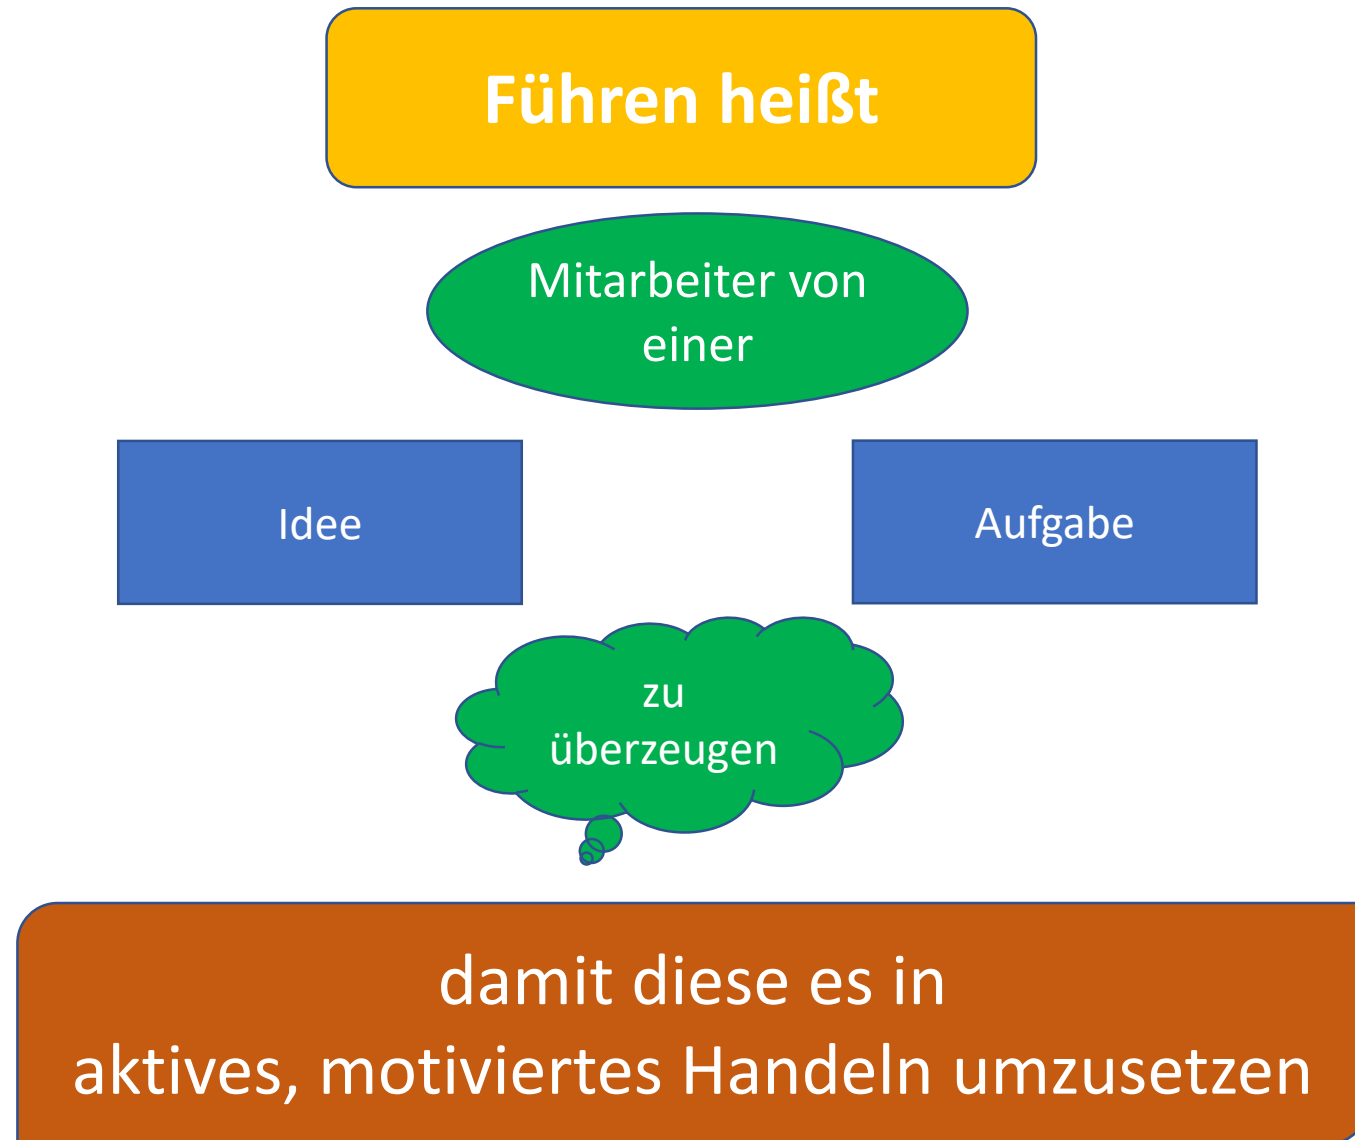 Führen heißt
Mitarbeiter von
einer
Idee
Aufgabe
zu
überzeugen
damit diese es in
aktives, motiviertes Handeln umzusetzen